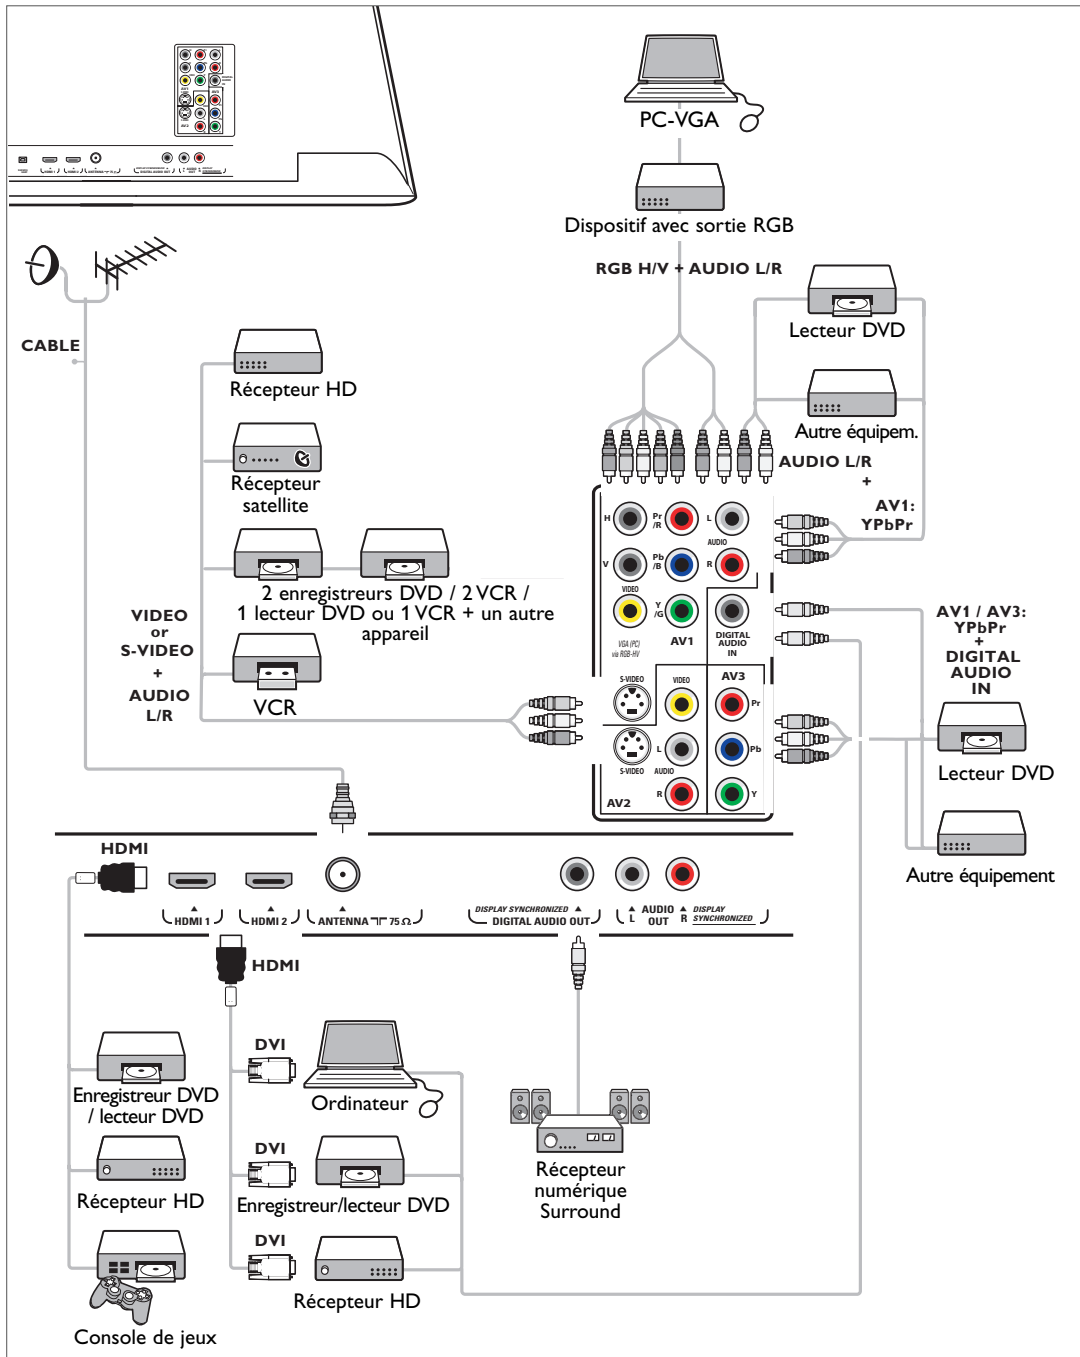 PC-VGA
Dispositif avec sortie RGB
RGB H/V + AUDIO L/R
Lecteur DVD
Autre équipem.
AUDIO L/R
+
AV1:
YPbPr
CABLE
Récepteur HD
Récepteur
satellite
2 enregistreurs DVD / 2 VCR /
1 lecteur DVD ou 1 VCR + un autre
appareil
VIDEO
or
S-VIDEO
+
AUDIO
L/R
VCR
H
Pr
/R
L
AUDIO
V
Pb
/B
R
VIDEO
Y
/G
VGA (PC)
via RGB-HV
AV1
DIGITAL
AUDIO
IN
S-VIDEO
VIDEO
AV3
Pr
L
Pb
S-VIDEO
AUDIO
AV2
R
Y
AV1 / AV3:
YPbPr
+
DIGITAL
AUDIO
IN
Lecteur DVD
Autre équipement
HDMI
HDMI 1
HDMI 2
ANTENNA 75 Ω
DISPLAY SYNCHRONIZED
DIGITAL AUDIO OUT
L AUDIO R
OUT
DISPLAY
SYNCHRONIZED
HDMI
Enregistreur DVD
/ lecteur DVD
Récepteur HD
Console de jeux
DVI
Ordinateur
DVI
Enregistreur/lecteur DVD
DVI
Récepteur HD
Récepteur
numérique
Surround